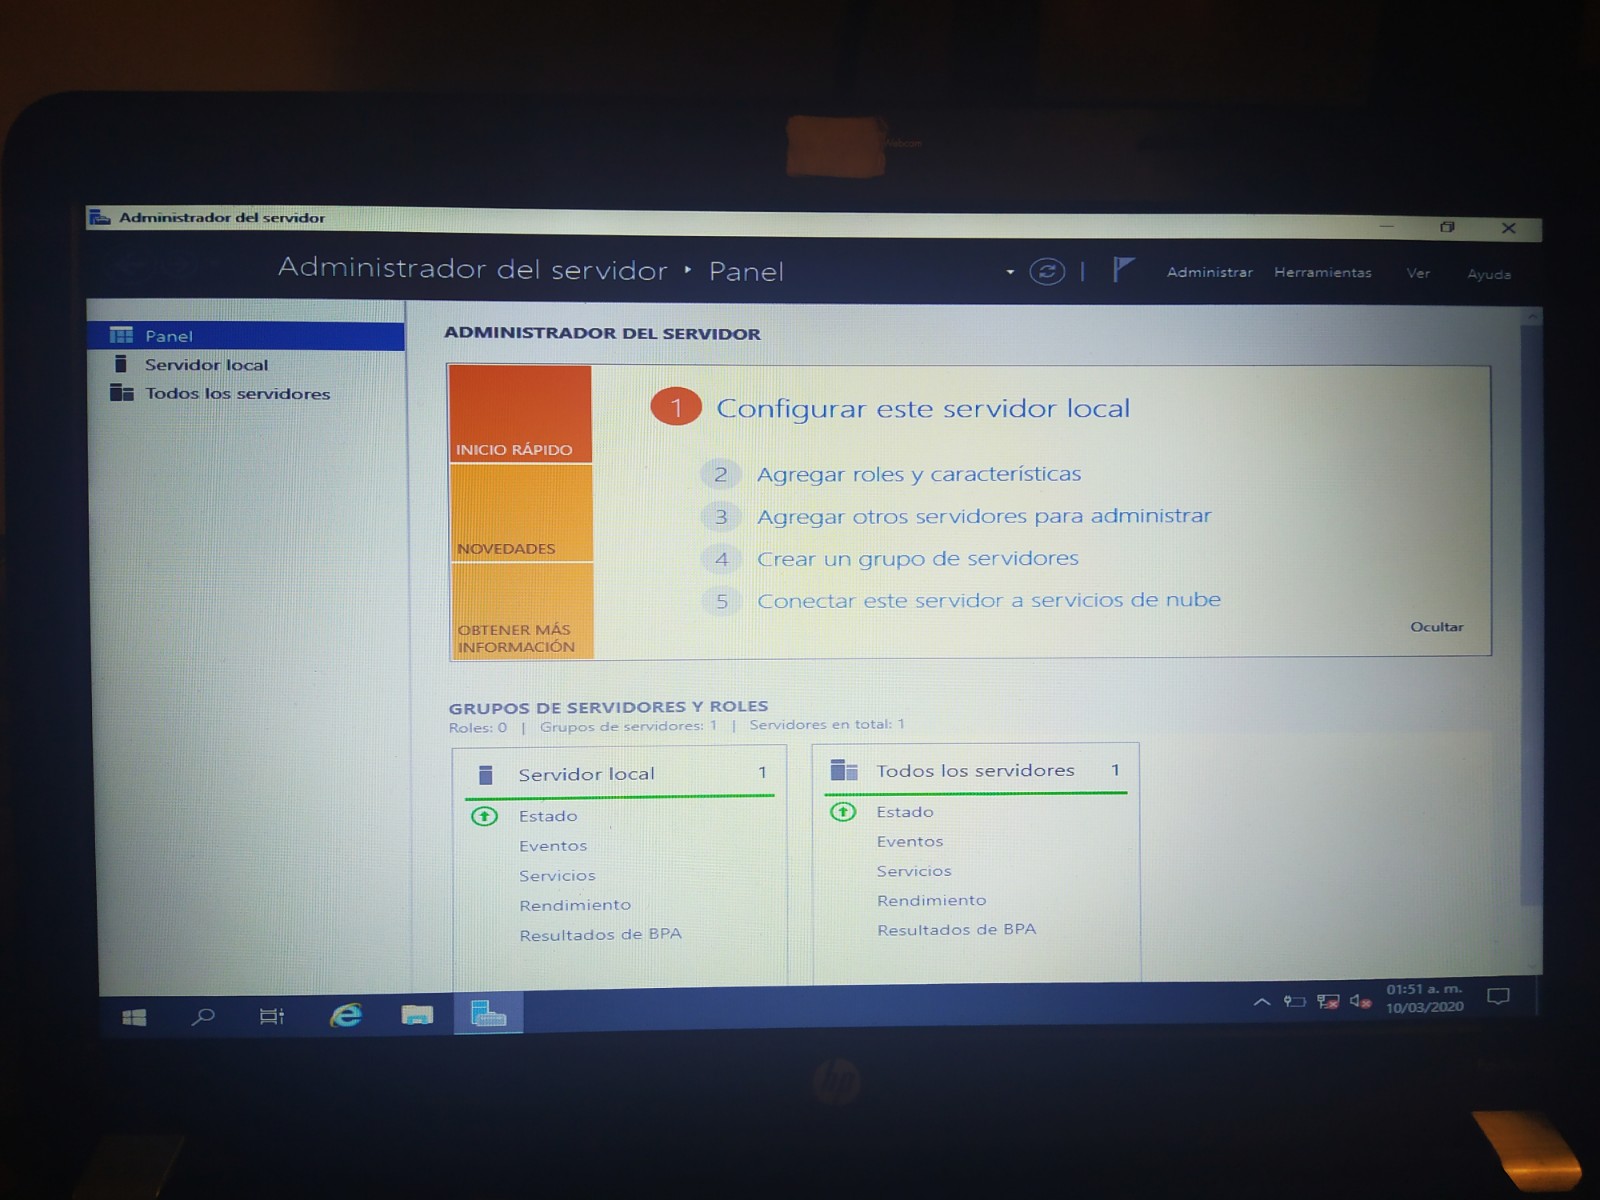 Administrador del servidor
Administrador del servidor ‣ Panel
Administrar Herramientas Ver Ayuda
Panel
Servidor local
Todos los servidores
ADMINISTRADOR DEL SERVIDOR
INICIO RÁPIDO
NOVEDADES
OBTENER MÁS
INFORMACIÓN
1 Configurar este servidor local
2 Agregar roles y características
3 Agregar otros servidores para administrar
4 Crear un grupo de servidores
5 Conectar este servidor a servicios de nube
Ocultar
GRUPOS DE SERVIDORES Y ROLES
Roles: 0 | Grupos de servidores: 1 | Servidores en total: 1
Servidor local 1
Estado
Eventos
Servicios
Rendimiento
Resultados de BPA
Todos los servidores 1
Estado
Eventos
Servicios
Rendimiento
Resultados de BPA
01:51 a. m.
10/03/2020
hp